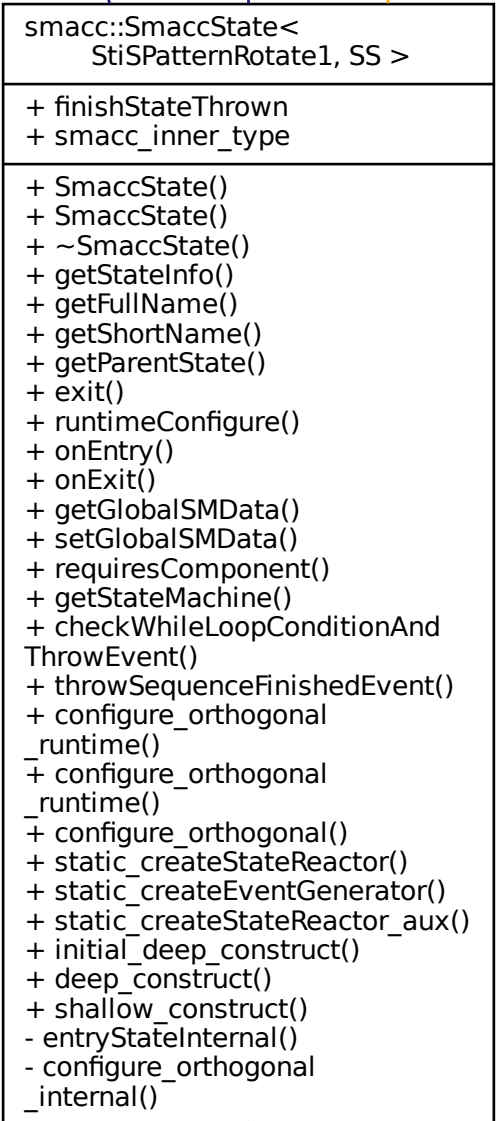 smacc::SmaccState<
StiSPatternRotate1, SS >
+ finishStateThrown
+ smacc_inner_type
+ SmaccState()
+ SmaccState()
+ ~SmaccState()
+ getStateInfo()
+ getFullName()
+ getShortName()
+ getParentState()
+ exit()
+ runtimeConfigure()
+ onEntry()
+ onExit()
+ getGlobalSMData()
+ setGlobalSMData()
+ requiresComponent()
+ getStateMachine()
+ checkWhileLoopConditionAnd
ThrowEvent()
+ throwSequenceFinishedEvent()
+ configure_orthogonal
_runtime()
+ configure_orthogonal
_runtime()
+ configure_orthogonal()
+ static_createStateReactor()
+ static_createEventGenerator()
+ static_createStateReactor_aux()
+ initial_deep_construct()
+ deep_construct()
+ shallow_construct()
- entryStateInternal()
- configure_orthogonal
_internal()